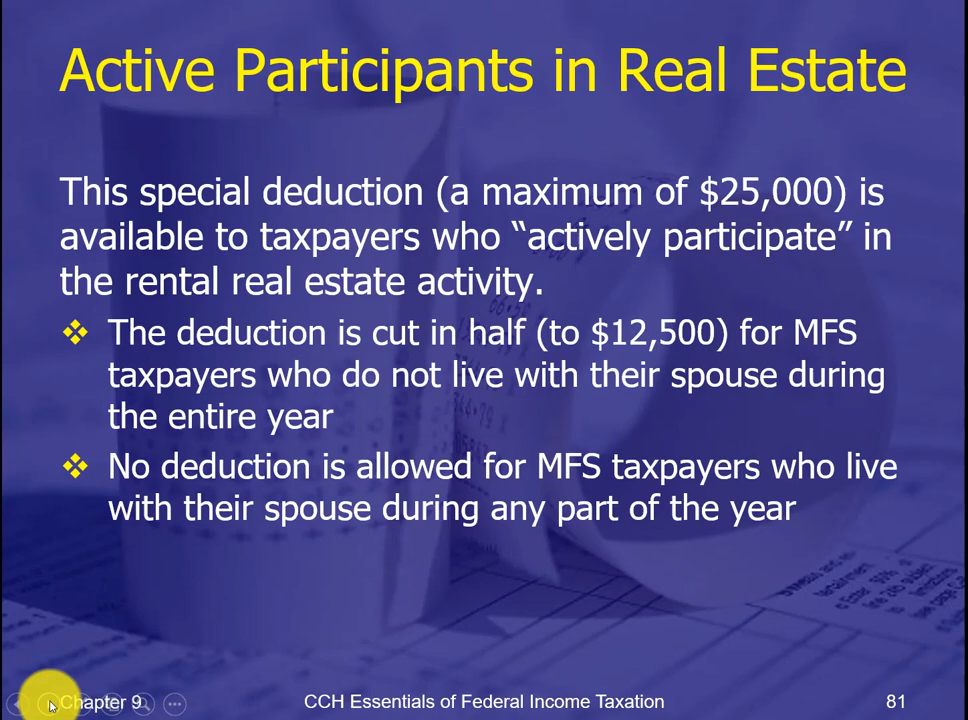 Active Participants in Real Estate
This special deduction (a maximum of $25,000) is
available to taxpayers who “actively participate” in
the rental real estate activity.
The deduction is cut in half (to $12,500) for MFS
taxpayers who do not live with their spouse during
the entire year
No deduction is allowed for MFS taxpayers who live
with their spouse during any part of the year
Chapter 9
CCH Essentials of Federal Income Taxation
81